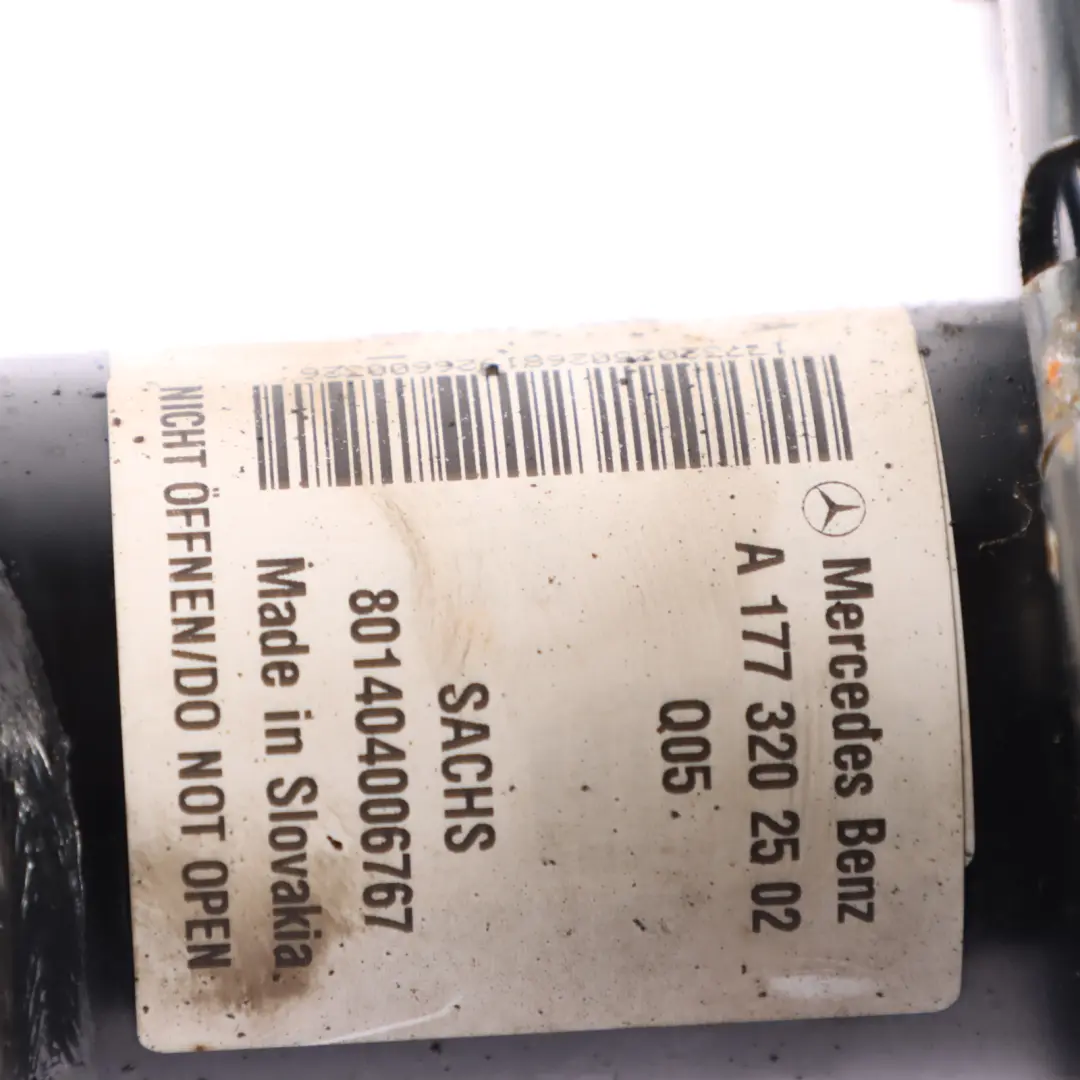 Mercedes Benz
A 177 320 25 02
Q05
SACHS
801404006767
Made in Slovakia
NICHT ÖFFNEN/DO NOT OPEN